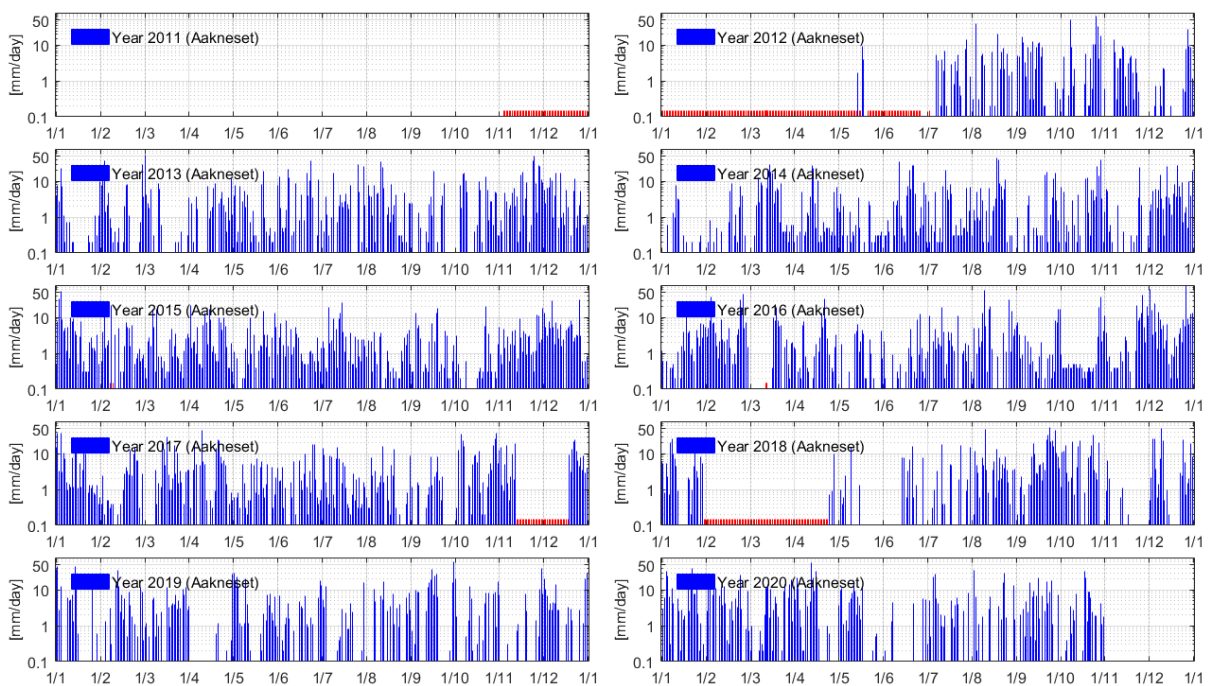 50
10
1
0.1
[mm/day]
Year 2011 (Aakneset)
1/1 1/2 1/3 1/4 1/5 1/6 1/7 1/8 1/9 1/10 1/11 1/12 1/1
50
10
1
0.1
[mm/day]
Year 2012 (Aakneset)
1/1 1/2 1/3 1/4 1/5 1/6 1/7 1/8 1/9 1/10 1/11 1/12 1/1
50
10
1
0.1
[mm/day]
Year 2013 (Aakneset)
1/1 1/2 1/3 1/4 1/5 1/6 1/7 1/8 1/9 1/10 1/11 1/12 1/1
50
10
1
0.1
[mm/day]
Year 2014 (Aakneset)
1/1 1/2 1/3 1/4 1/5 1/6 1/7 1/8 1/9 1/10 1/11 1/12 1/1
50
10
1
0.1
[mm/day]
Year 2015 (Aakneset)
1/1 1/2 1/3 1/4 1/5 1/6 1/7 1/8 1/9 1/10 1/11 1/12 1/1
50
10
1
0.1
[mm/day]
Year 2016 (Aakneset)
1/1 1/2 1/3 1/4 1/5 1/6 1/7 1/8 1/9 1/10 1/11 1/12 1/1
50
10
1
0.1
[mm/day]
Year 2017 (Aakneset)
1/1 1/2 1/3 1/4 1/5 1/6 1/7 1/8 1/9 1/10 1/11 1/12 1/1
50
10
1
0.1
[mm/day]
Year 2018 (Aakneset)
1/1 1/2 1/3 1/4 1/5 1/6 1/7 1/8 1/9 1/10 1/11 1/12 1/1
50
10
1
0.1
[mm/day]
Year 2019 (Aakneset)
1/1 1/2 1/3 1/4 1/5 1/6 1/7 1/8 1/9 1/10 1/11 1/12 1/1
50
10
1
0.1
[mm/day]
Year 2020 (Aakneset)
1/1 1/2 1/3 1/4 1/5 1/6 1/7 1/8 1/9 1/10 1/11 1/12 1/1